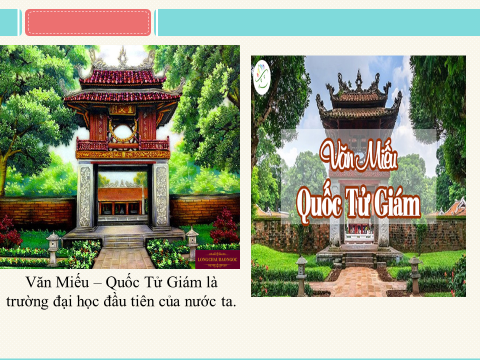 Văn Miếu
Quốc Tử Giám
Văn Miếu – Quốc Tử Giám là
trường đại học đầu tiên của nước ta.